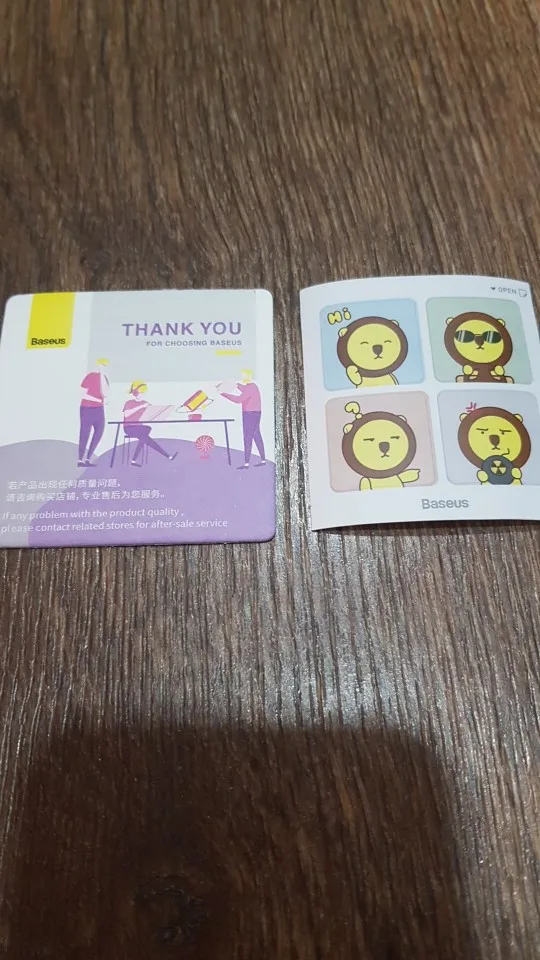 Baseus
THANK YOU
FOR CHOOSING BASEUS
若产品出现任何质量问题,
请咨询购买店铺,专业售后为您服务。
If any problem with the product quality ,
please contact related stores for after-sale service
▼ OPEN
Hi
?
Baseus